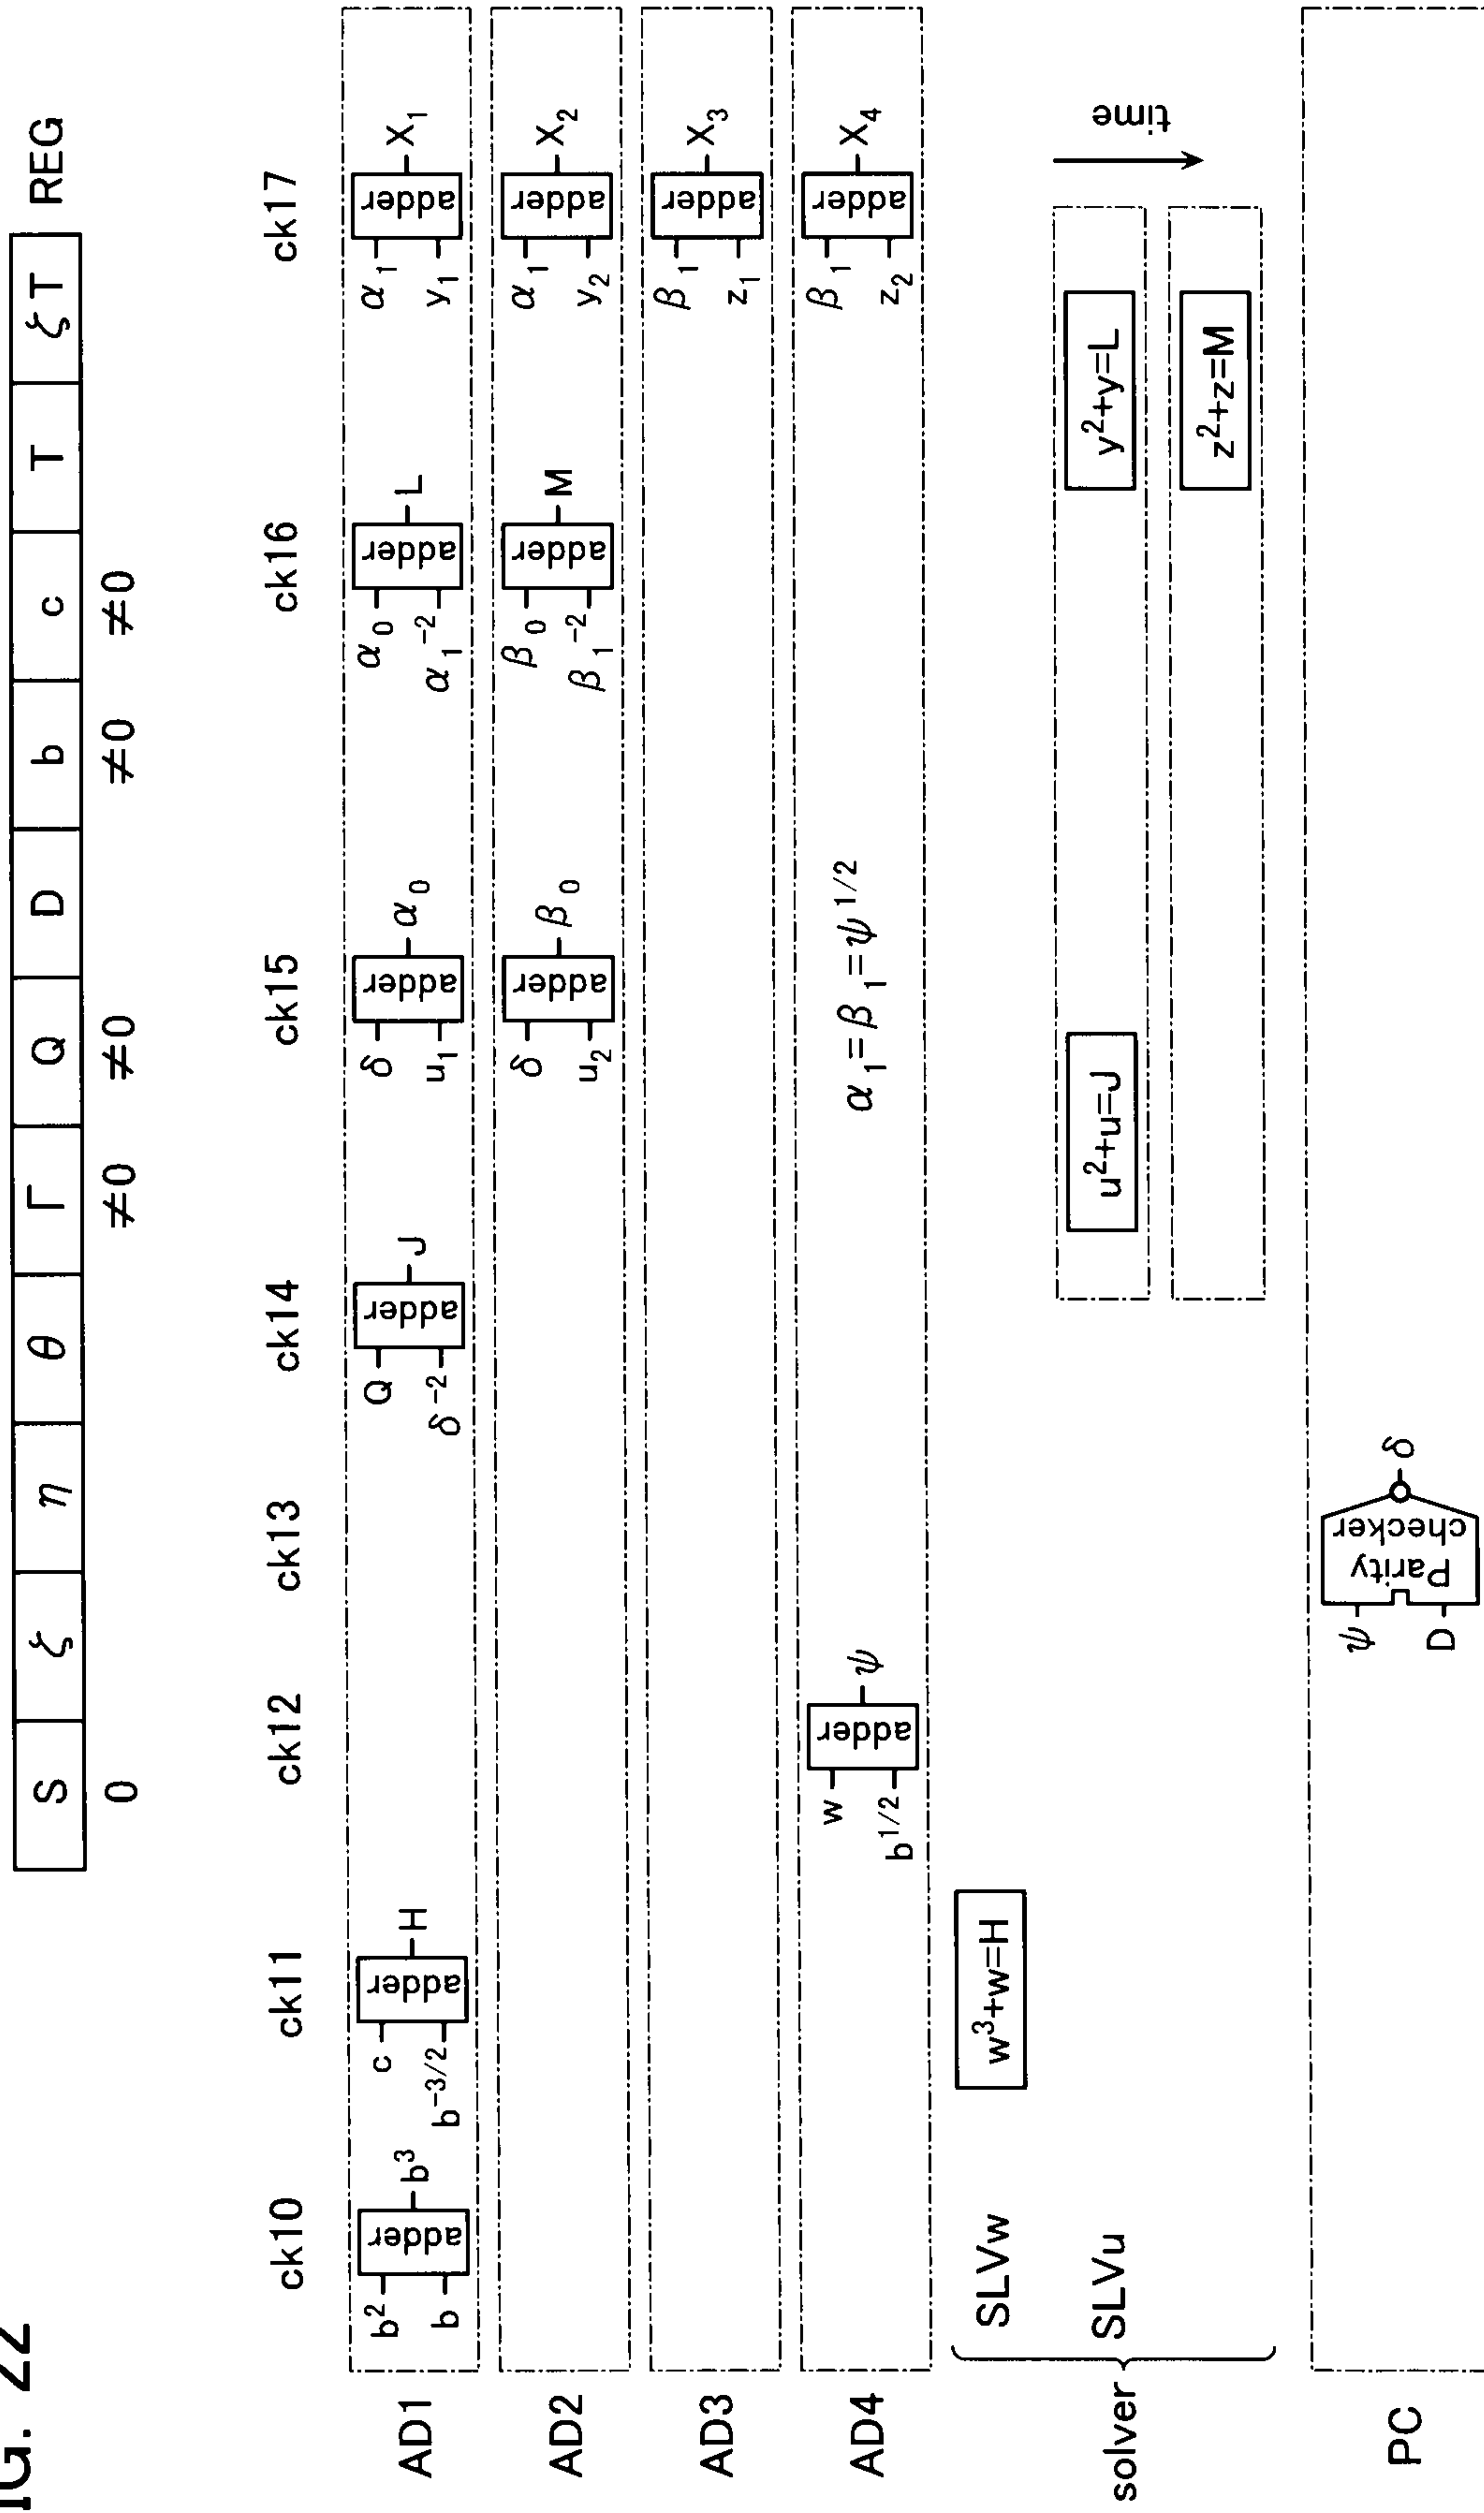 FIG. 22
S ζ η θ Γ Q D b c T ζT REG
0 ≠0 ≠0 ≠0 ≠0
ck10 ck11 ck12 ck13 ck14 ck15 ck16 ck17
AD1
b² b adder b³
c b⁻³/² adder H
Q δ⁻² adder J
δ u₁ adder α₀
α₀ α₁⁻² adder L
α₁ y₁ adder X₁
AD2
δ u₂ adder β₀
β₀ β₁⁻² adder M
α₁ y₂ adder X₂
AD3
β₁ z₁ adder X₃
AD4
w b¹/² adder ψ
α₁=β₁=ψ¹/²
β₁ z₂ adder X₄
solver
SLVw
w³+w=H
SLVu
u²+u=J
y²+y=L
z²+z=M
time
PC
ψ D Parity checker δ